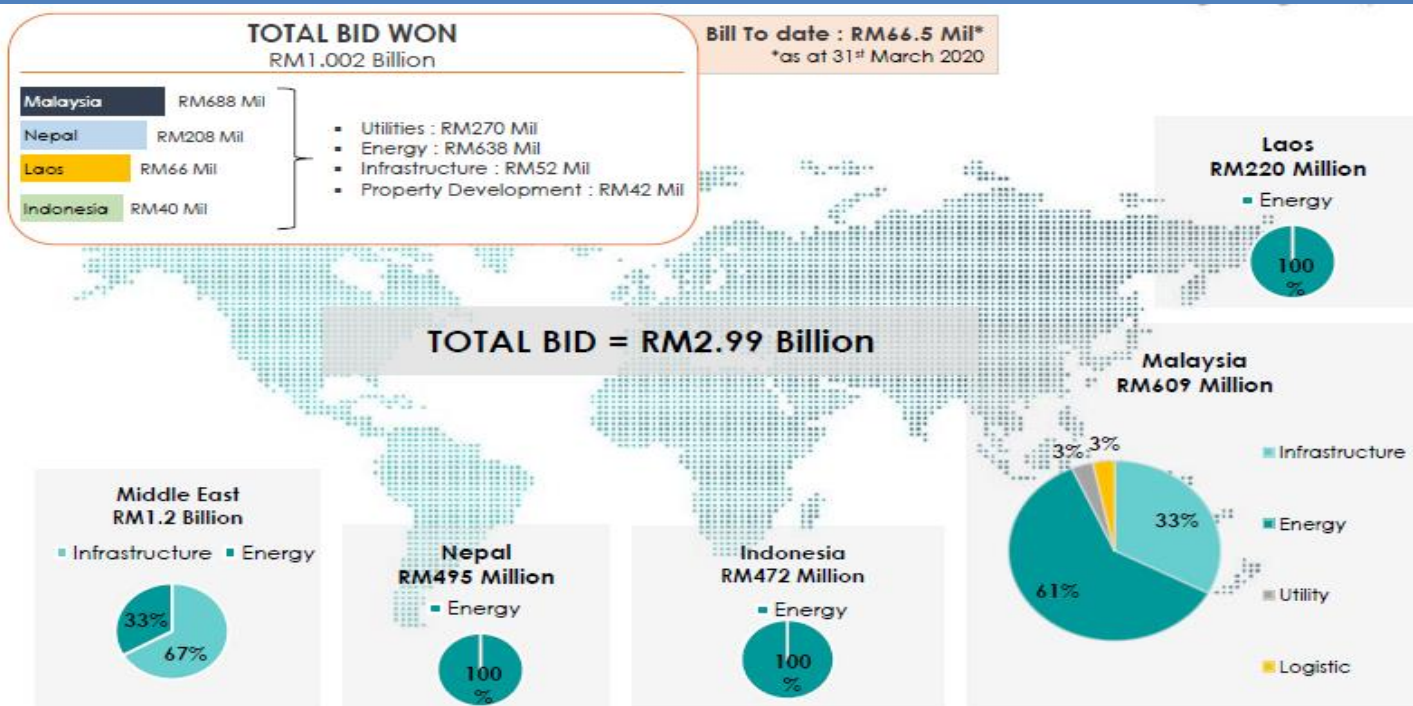 TOTAL BID WON
RM1.002 Billion
Malaysia RM688 Mil
Nepal RM208 Mil
Laos RM66 Mil
Indonesia RM40 Mil
▪ Utilities : RM270 Mil
▪ Energy : RM638 Mil
▪ Infrastructure : RM52 Mil
▪ Property Development : RM42 Mil
Bill To date : RM66.5 Mil*
*as at 31st March 2020
Laos
RM220 Million
Energy
100
%
TOTAL BID = RM2.99 Billion
Malaysia
RM609 Million
3% 3%
33%
61%
Infrastructure
Energy
Utility
Logistic
Middle East
RM1.2 Billion
Infrastructure Energy
33%
67%
Nepal
RM495 Million
Energy
100
%
Indonesia
RM472 Million
Energy
100
%